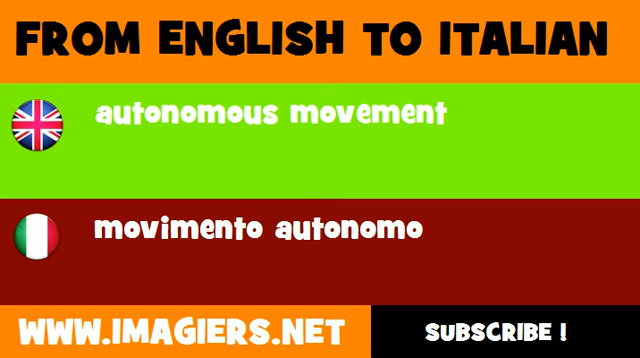 FROM ENGLISH TO ITALIAN
autonomous movement
movimento autonomo
WWW.IMAGIERS.NET
SUBSCRIBE !